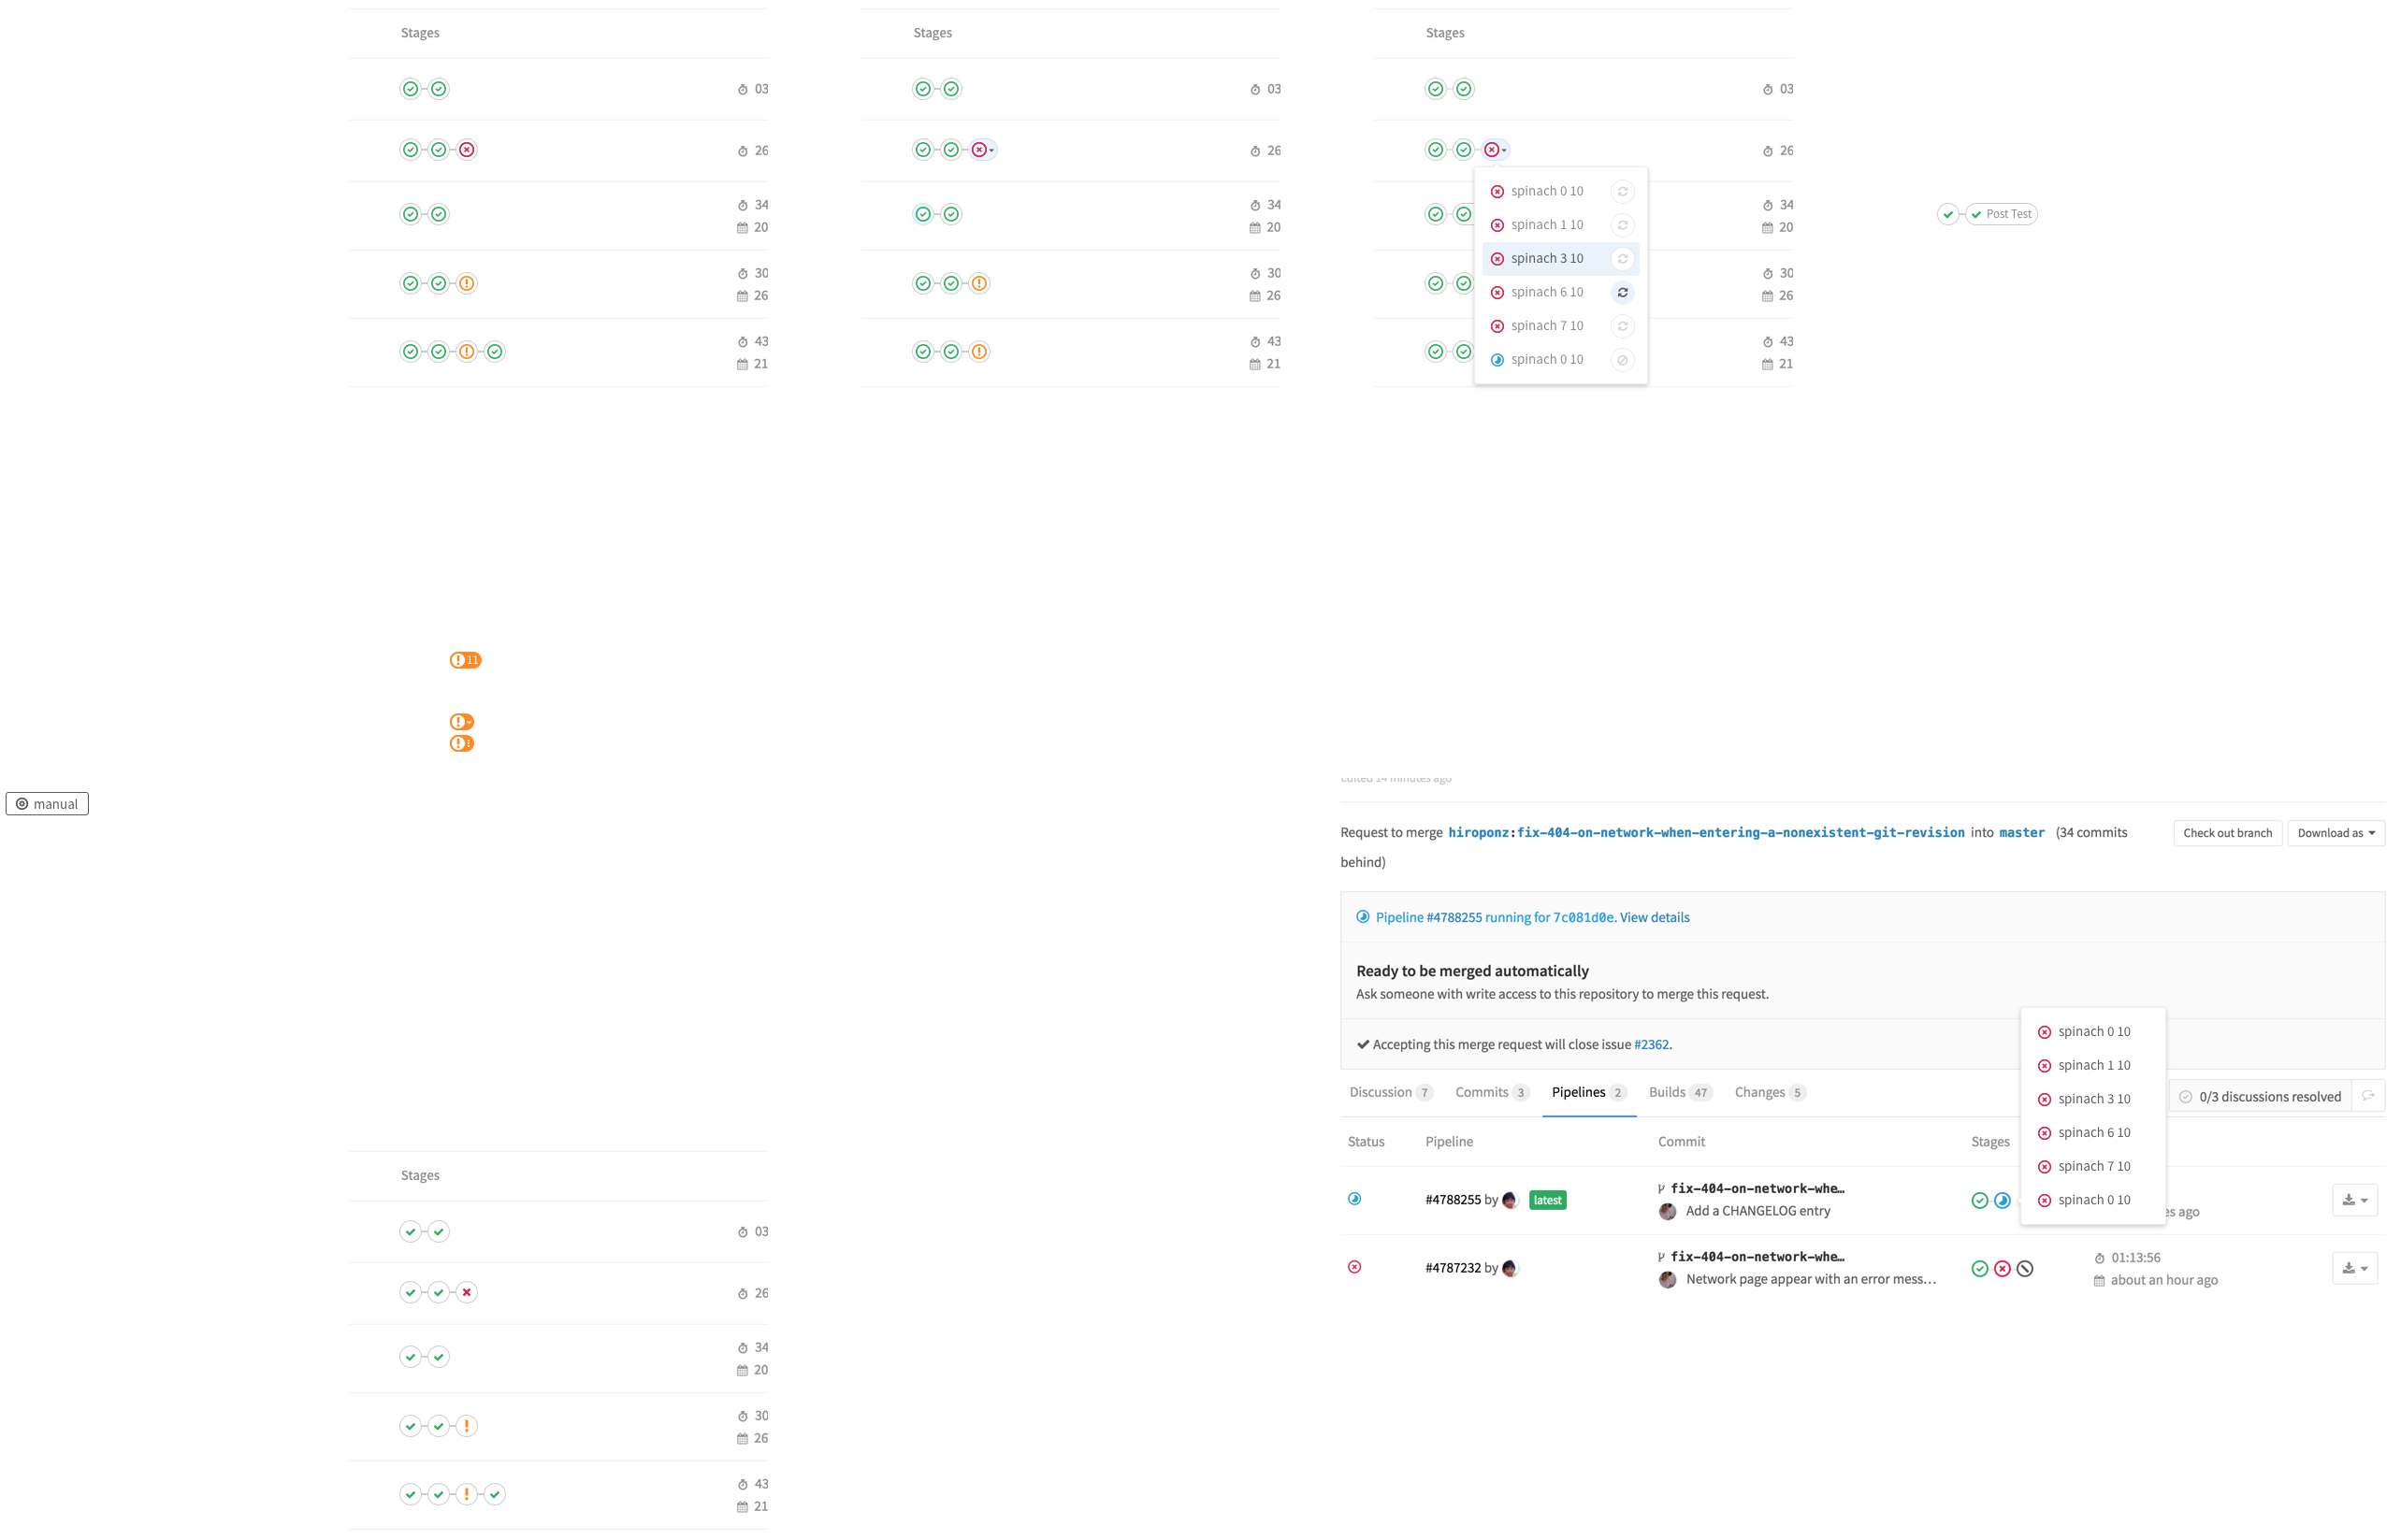 Stages
03
26
34
20
30
26
43
21
Stages
03
26
34
20
30
26
43
21
Stages
03
26
34
20
30
26
43
21
spinach 0 10
spinach 1 10
spinach 3 10
spinach 6 10
spinach 7 10
spinach 0 10
Post Test
11
manual
Edited 14 minutes ago
Request to merge hiroponz:fix-404-on-network-when-entering-a-nonexistent-git-revision into master (34 commits
behind)
Check out branch
Download as
Pipeline #4788255 running for 7c081d0e. View details
Ready to be merged automatically
Ask someone with write access to this repository to merge this request.
Accepting this merge request will close issue #2362.
spinach 0 10
spinach 1 10
spinach 3 10
spinach 6 10
spinach 7 10
spinach 0 10
Discussion 7 Commits 3 Pipelines 2 Builds 47 Changes 5
0/3 discussions resolved
Status Pipeline Commit Stages
#4788255 by latest
fix-404-on-network-whe…
Add a CHANGELOG entry
es ago
#4787232 by
fix-404-on-network-whe…
Network page appear with an error mess…
01:13:56
about an hour ago
Stages
03
26
34
20
30
26
43
21